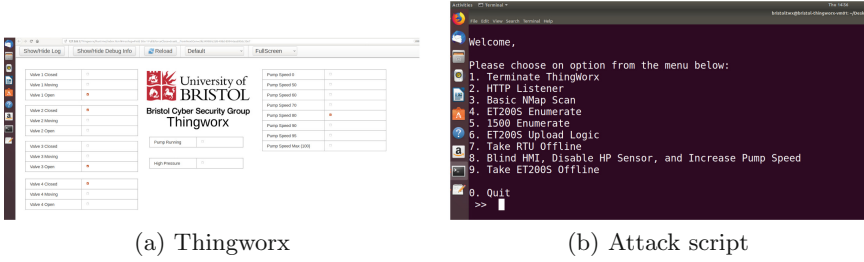 Activities Terminal
Thu 14:50
File Edit View Search Terminal Help
Show/Hide Log Show/Hide Debug Info Reload Default FullScreen
Valve 1 Closed
Valve 1 Moving
Valve 1 Open
Valve 2 Closed
Valve 2 Moving
Valve 2 Open
Valve 3 Closed
Valve 3 Moving
Valve 3 Open
Valve 4 Closed
Valve 4 Moving
Valve 4 Open
University of
BRISTOL
Bristol Cyber Security Group
Thingworx
Pump Running
High Pressure
Pump Speed 0
Pump Speed 50
Pump Speed 60
Pump Speed 70
Pump Speed 80
Pump Speed 90
Pump Speed 95
Pump Speed Max (100)
(a) Thingworx
Welcome,
Please choose on option from the menu below:
1. Terminate ThingWorx
2. HTTP Listener
3. Basic NMap Scan
4. ET200S Enumerate
5. 1500 Enumerate
6. ET200S Upload Logic
7. Take RTU Offline
8. Blind HMI, Disable HP Sensor, and Increase Pump Speed
9. Take ET200S Offline
0. Quit
>>
(b) Attack script